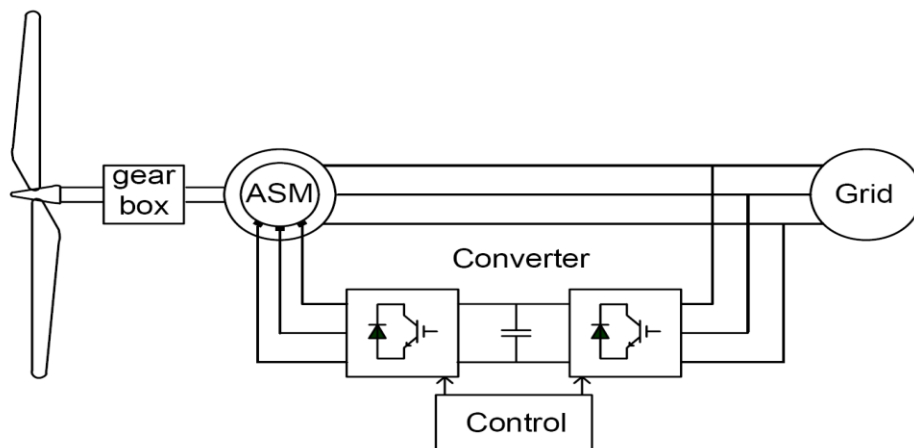 gear
box
ASM
Grid
Converter
Control